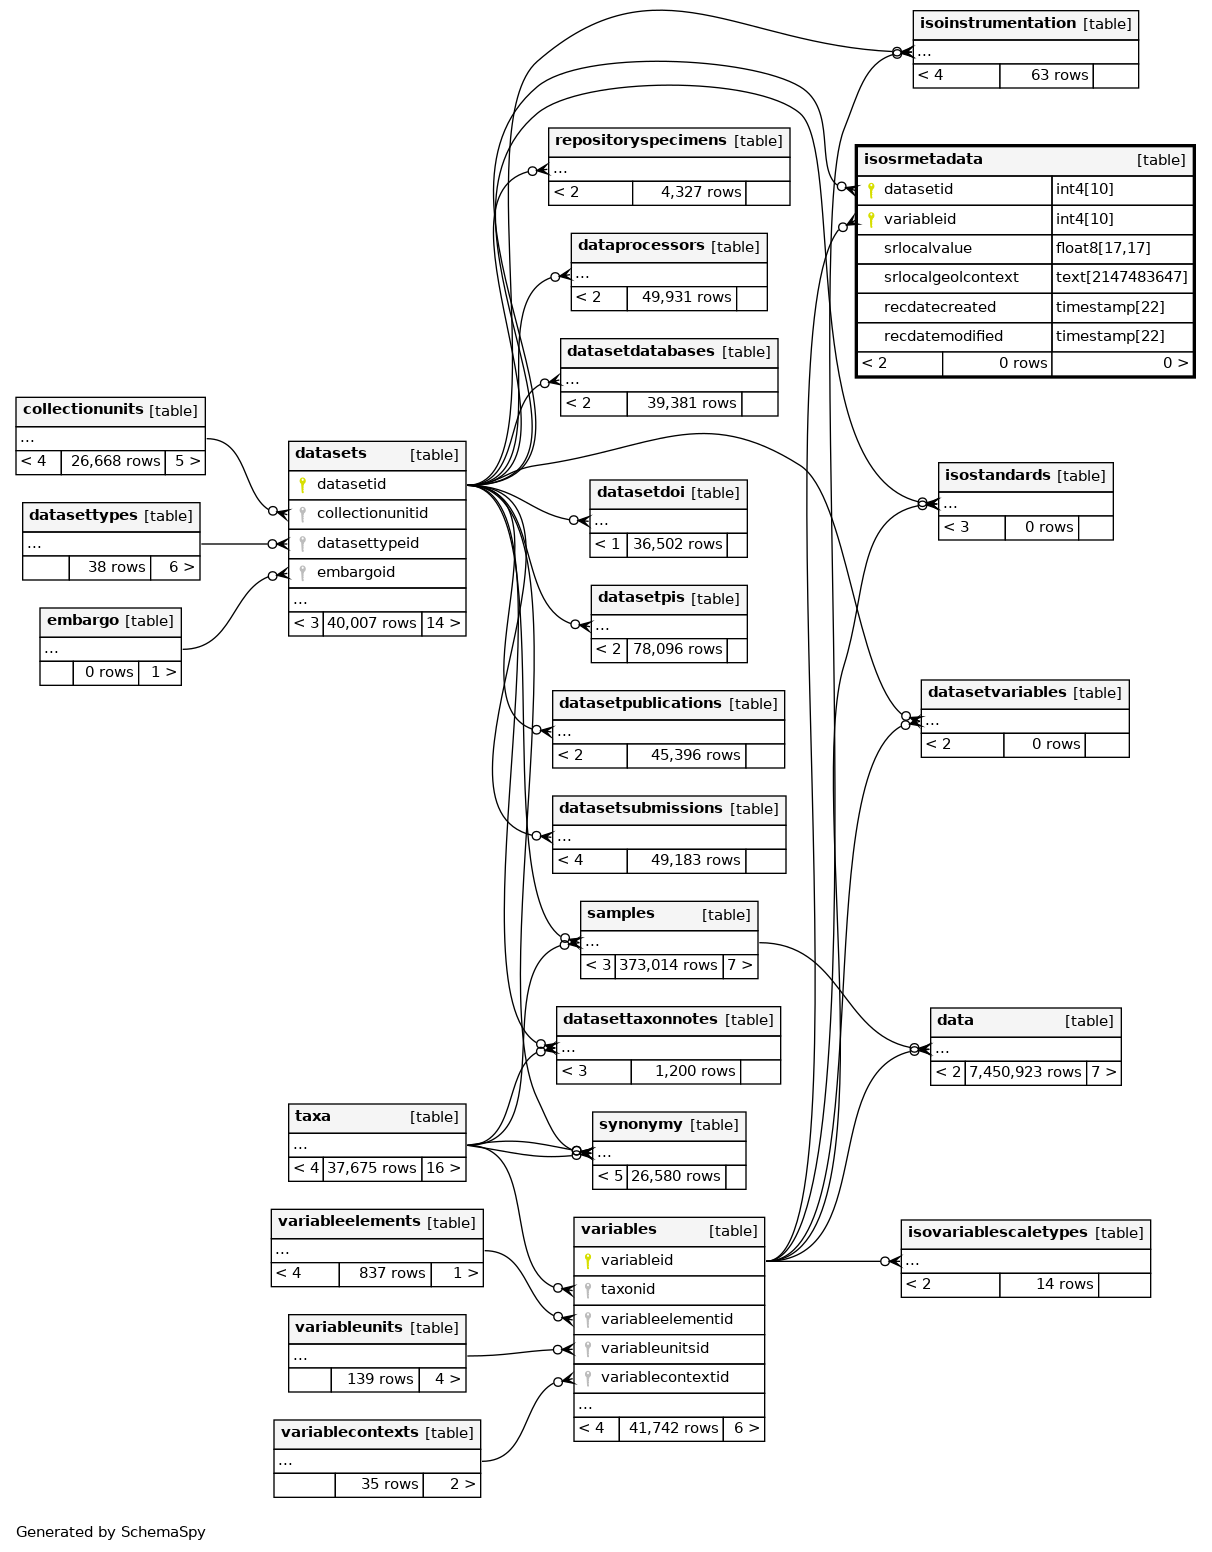 isoinstrumentation [table]
...
< 4 63 rows
repositoryspecimens [table]
...
< 2 4,327 rows
isosrmetadata [table]
datasetid int4[10]
variableid int4[10]
srlocalvalue float8[17,17]
srlocalgeolcontext text[2147483647]
recdatecreated timestamp[22]
recdatemodified timestamp[22]
< 2 0 rows 0 >
dataprocessors [table]
...
< 2 49,931 rows
datasetdatabases [table]
...
< 2 39,381 rows
collectionunits [table]
...
< 4 26,668 rows 5 >
datasettypes [table]
...
38 rows 6 >
embargo [table]
...
0 rows 1 >
datasets [table]
datasetid
collectionunitid
datasettypeid
embargoid
...
< 3 40,007 rows 14 >
datasetdoi [table]
...
< 1 36,502 rows
isostandards [table]
...
< 3 0 rows
datasetpis [table]
...
< 2 78,096 rows
datasetpublications [table]
...
< 2 45,396 rows
datasetvariables [table]
...
< 2 0 rows
datasetsubmissions [table]
...
< 4 49,183 rows
samples [table]
...
< 3 373,014 rows 7 >
datasettaxonnotes [table]
...
< 3 1,200 rows
data [table]
...
< 2 7,450,923 rows 7 >
taxa [table]
...
< 4 37,675 rows 16 >
synonymy [table]
...
< 5 26,580 rows
variableelements [table]
...
< 4 837 rows 1 >
variableunits [table]
...
139 rows 4 >
variablecontexts [table]
...
35 rows 2 >
variables [table]
variableid
taxonid
variableelementid
variableunitsid
variablecontextid
...
< 4 41,742 rows 6 >
isovariablescaletypes [table]
...
< 2 14 rows
Generated by SchemaSpy